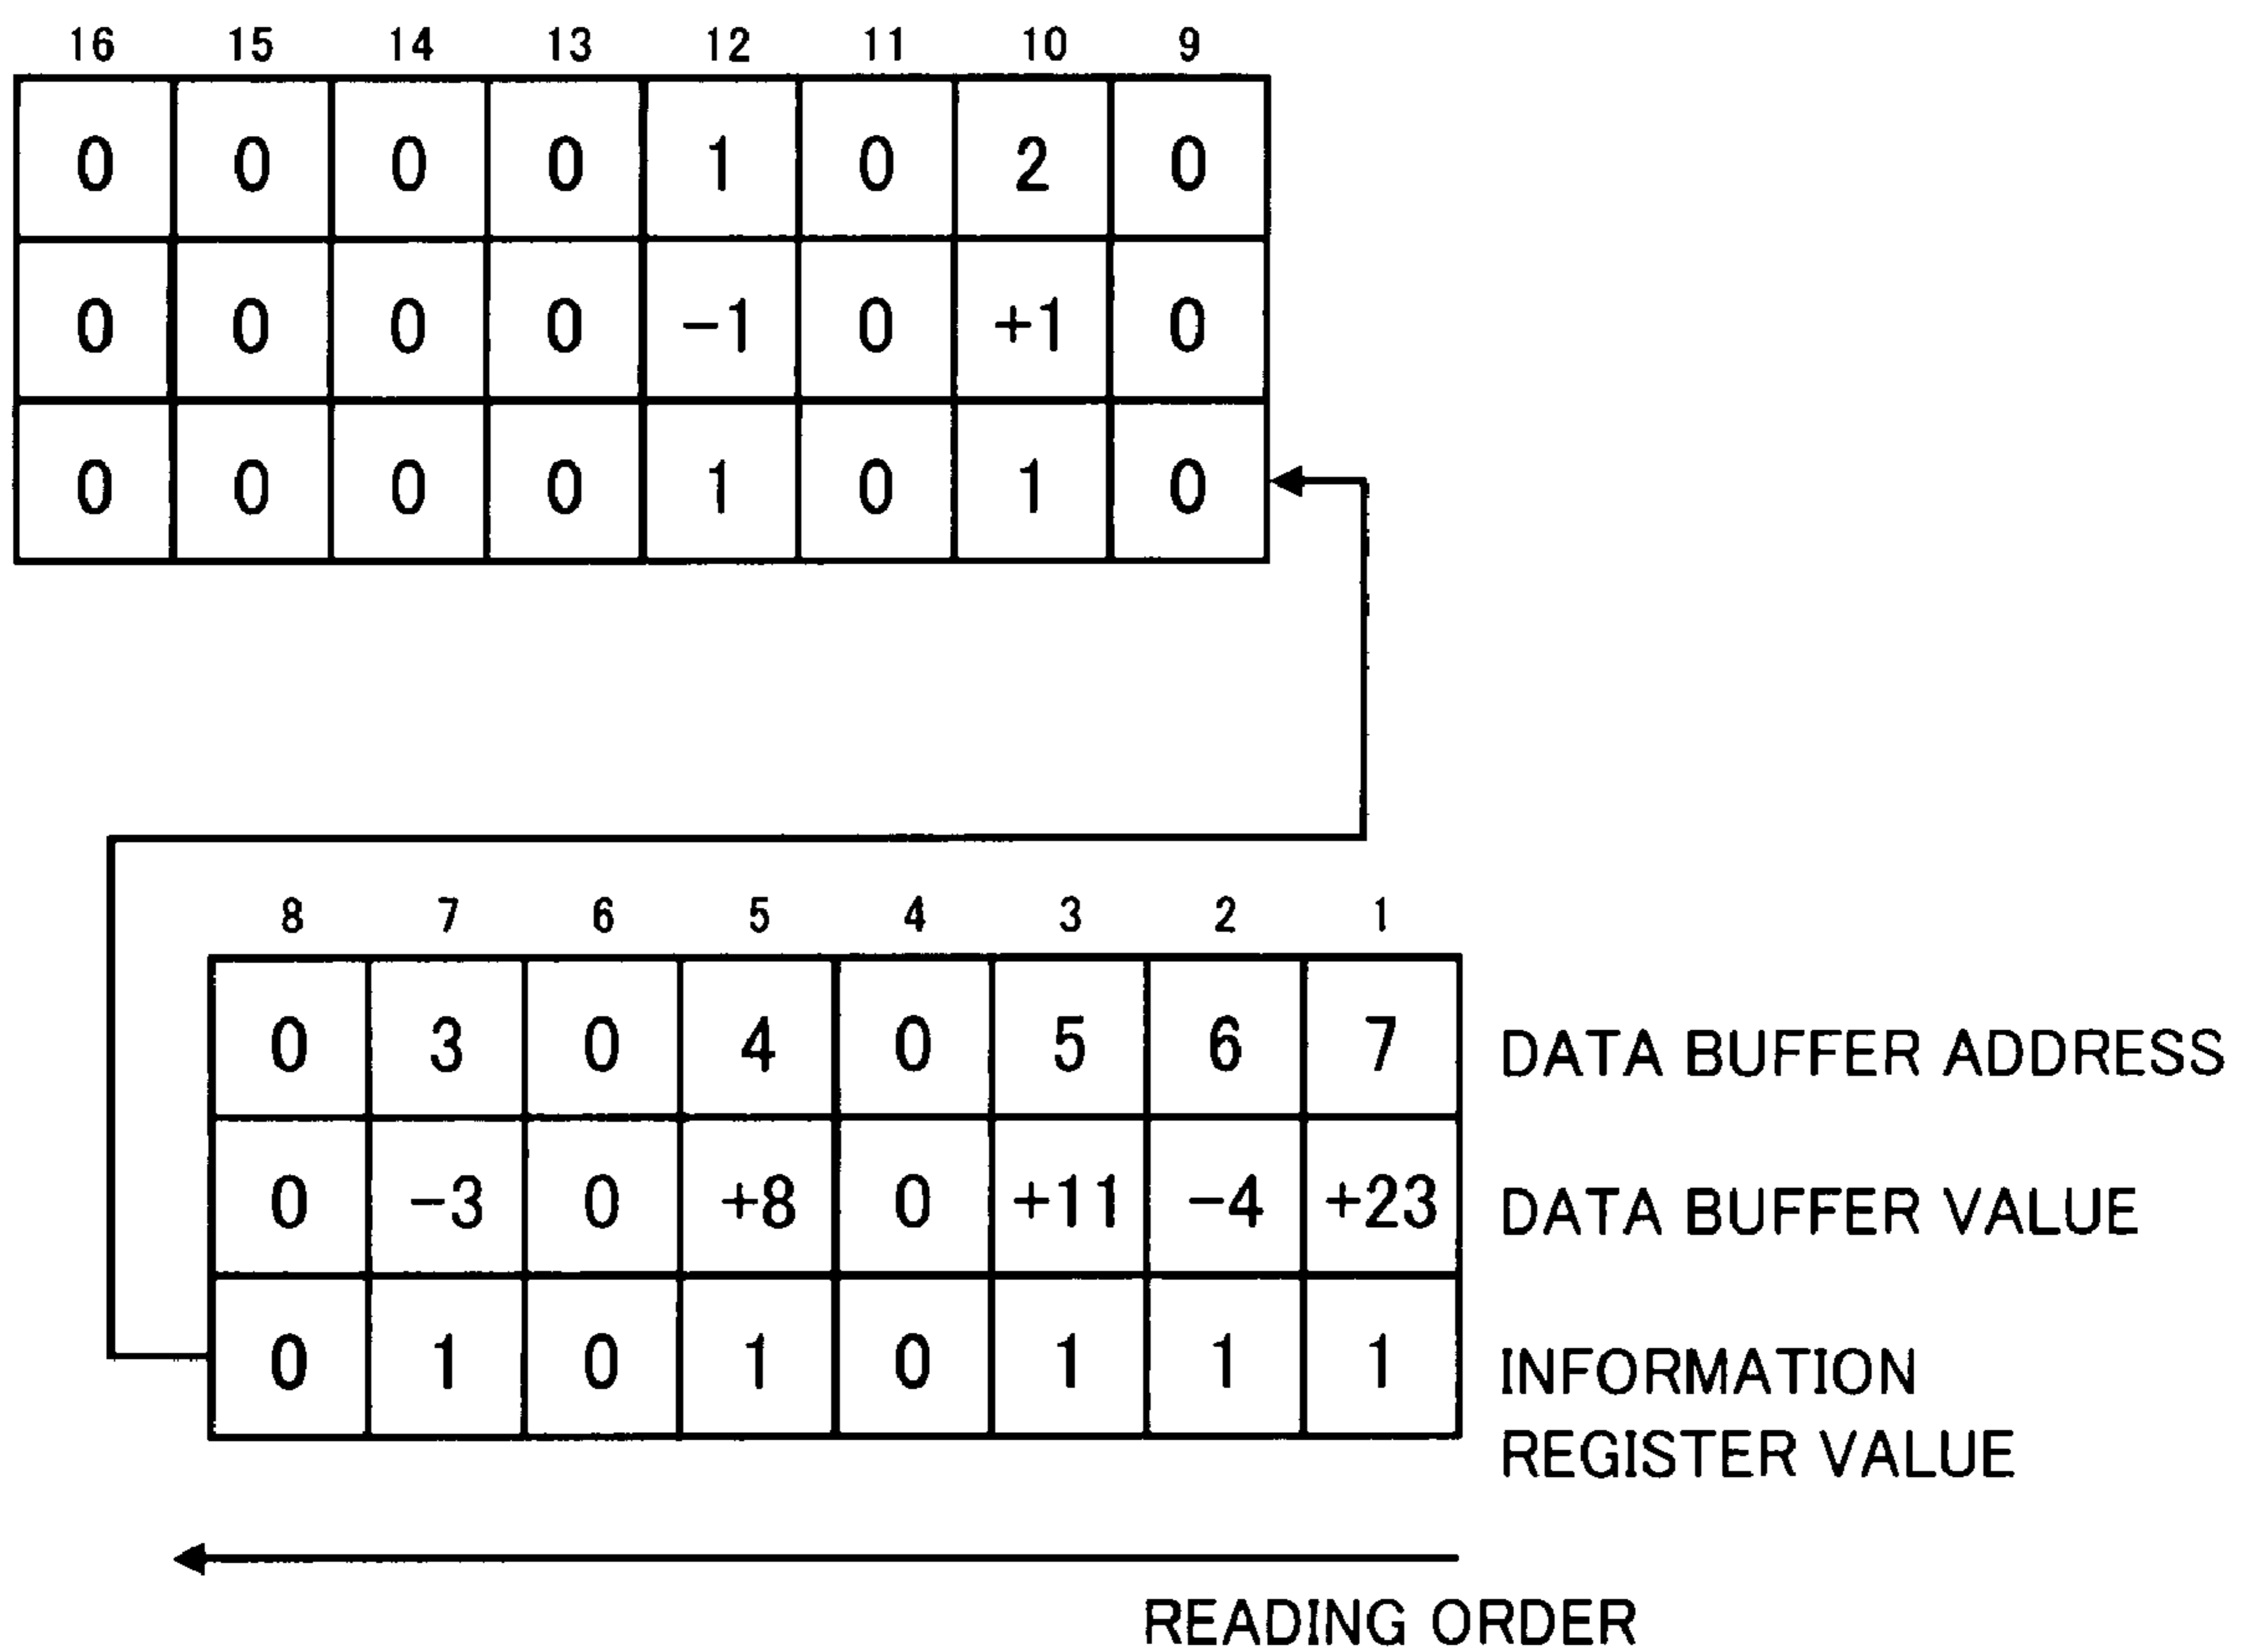 16 15 14 13 12 11 10 9
0 0 0 0 1 0 2 0
0 0 0 0 -1 0 +1 0
0 0 0 0 1 0 1 0
8 7 6 5 4 3 2 1
0 3 0 4 0 5 6 7 DATA BUFFER ADDRESS
0 -3 0 +8 0 +11 -4 +23 DATA BUFFER VALUE
0 1 0 1 0 1 1 1 INFORMATION
REGISTER VALUE
READING ORDER